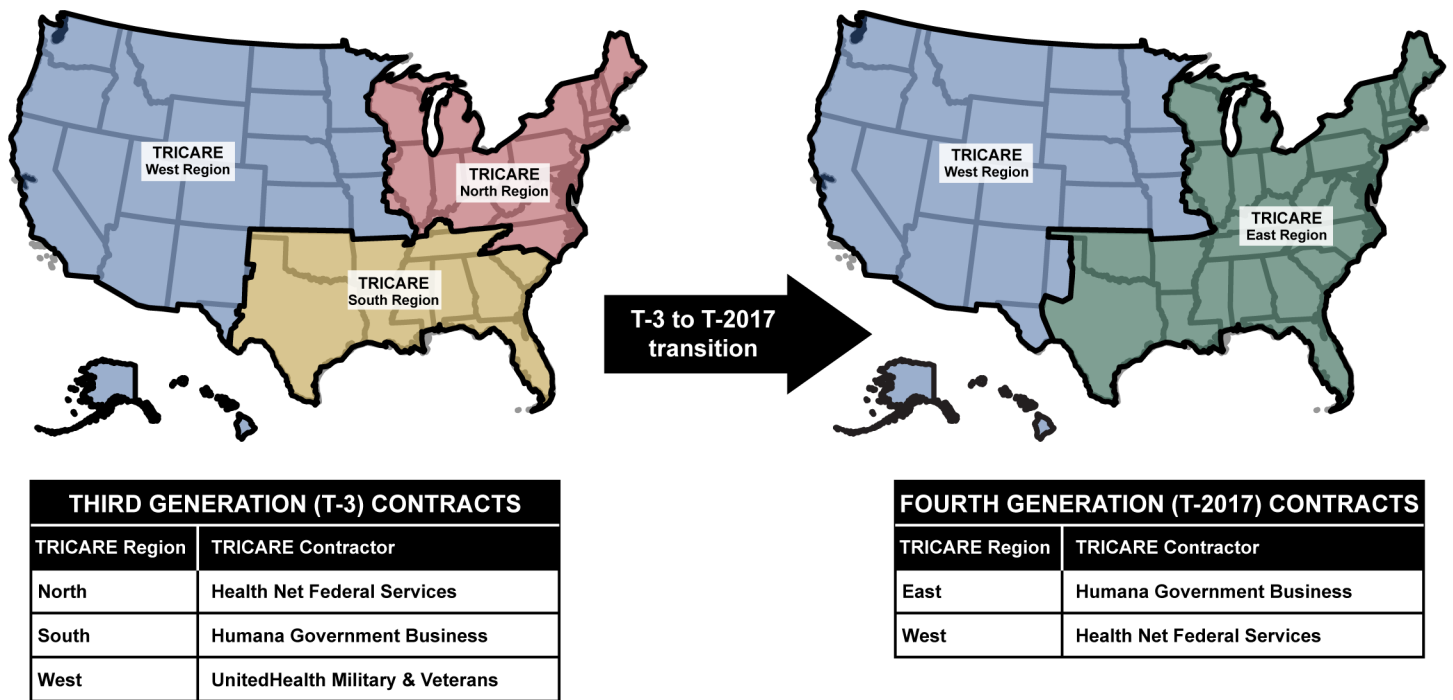 TRICARE
West Region
TRICARE
North Region
TRICARE
South Region
T-3 to T-2017
transition
TRICARE
West Region
TRICARE
East Region
THIRD GENERATION (T-3) CONTRACTS
TRICARE Region TRICARE Contractor
North Health Net Federal Services
South Humana Government Business
West UnitedHealth Military & Veterans
FOURTH GENERATION (T-2017) CONTRACTS
TRICARE Region TRICARE Contractor
East Humana Government Business
West Health Net Federal Services